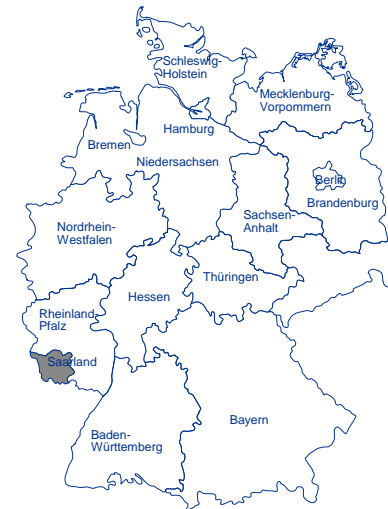 Schleswig-
Holstein
Mecklenburg-
Vorpommern
Hamburg
Bremen
Niedersachsen
Berlin
Brandenburg
Sachsen-
Anhalt
Nordrhein-
Westfalen
Thüringen
Hessen
Rheinland-
Pfalz
Saarland
Bayern
Baden-
Württemberg